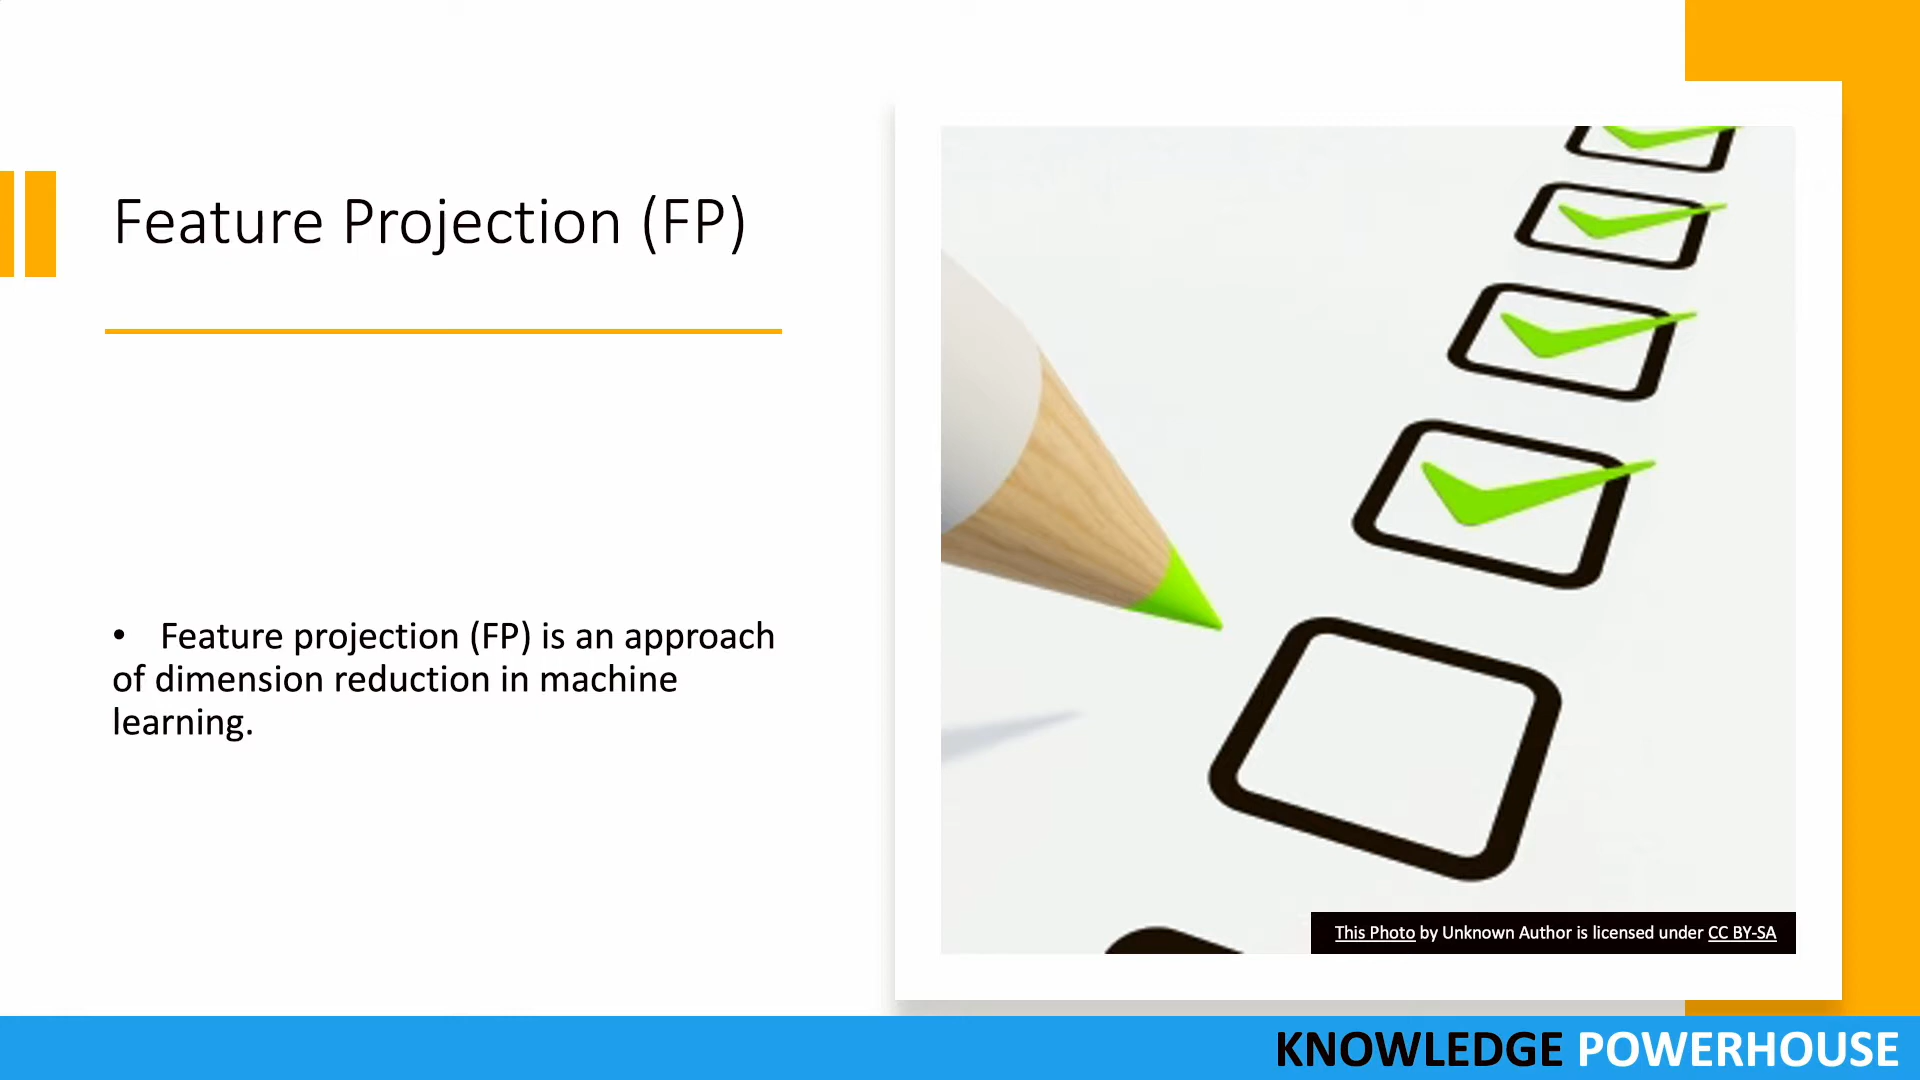 Feature Projection (FP)
• Feature projection (FP) is an approach
of dimension reduction in machine
learning.
This Photo by Unknown Author is licensed under CC BY-SA
KNOWLEDGE POWERHOUSE